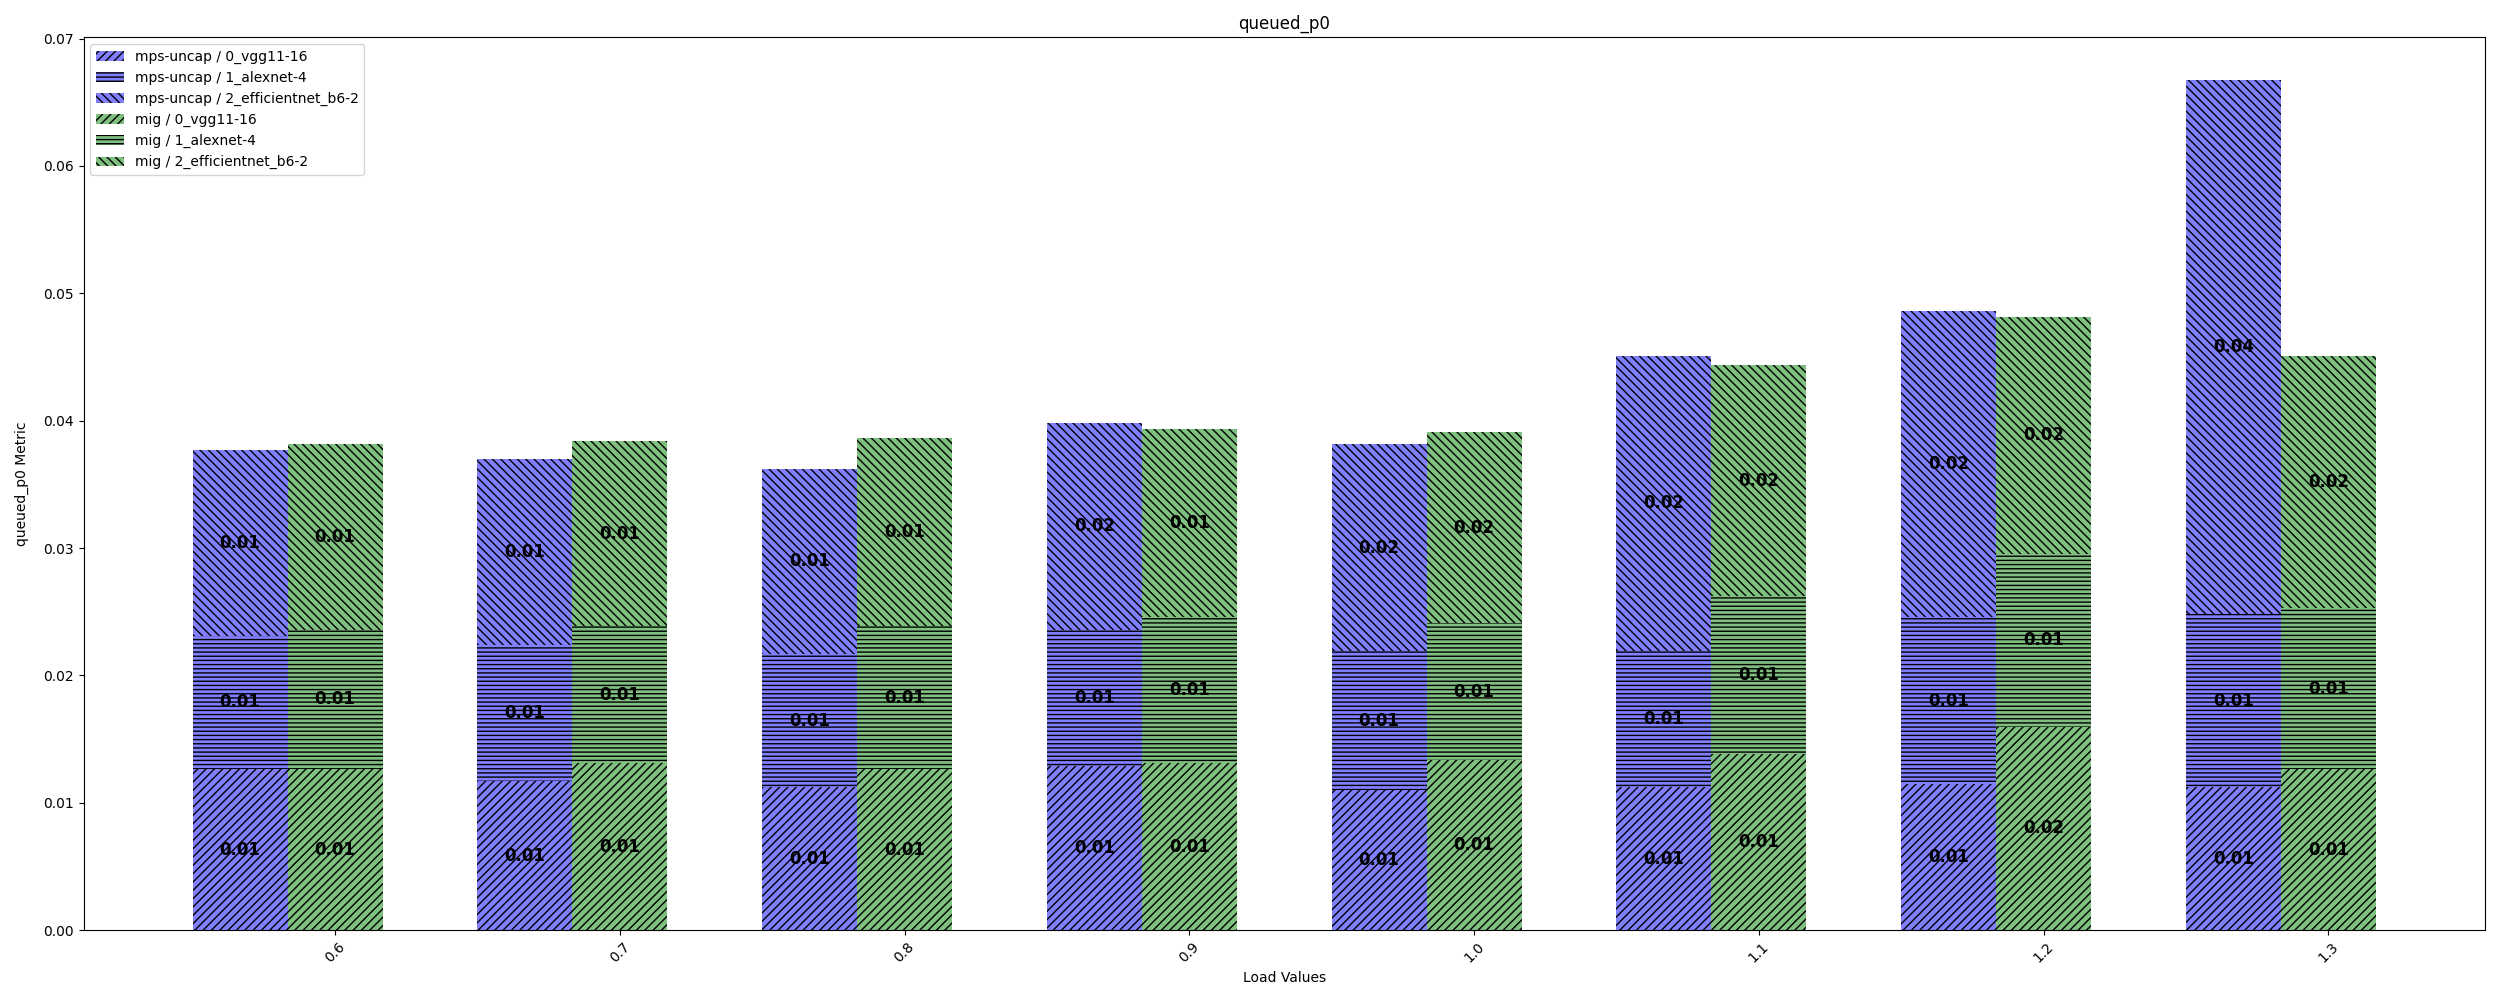 queued_p0
0.07
0.06
0.05
0.04
0.03
0.02
0.01
0.00
queued_p0 Metric
mps-uncap / 0_vgg11-16
mps-uncap / 1_alexnet-4
mps-uncap / 2_efficientnet_b6-2
mig / 0_vgg11-16
mig / 1_alexnet-4
mig / 2_efficientnet_b6-2
0.01 0.01 0.01 0.01 0.01 0.01 0.02 0.01 0.02 0.02 0.02 0.02 0.02 0.02 0.04 0.02
0.01 0.01 0.01 0.01 0.01 0.01 0.01 0.01 0.01 0.01 0.01 0.01 0.01 0.01 0.01 0.01
0.01 0.01 0.01 0.01 0.01 0.01 0.01 0.01 0.01 0.01 0.01 0.01 0.01 0.02 0.01 0.01
0.6 0.7 0.8 0.9 1.0 1.1 1.2 1.3
Load Values